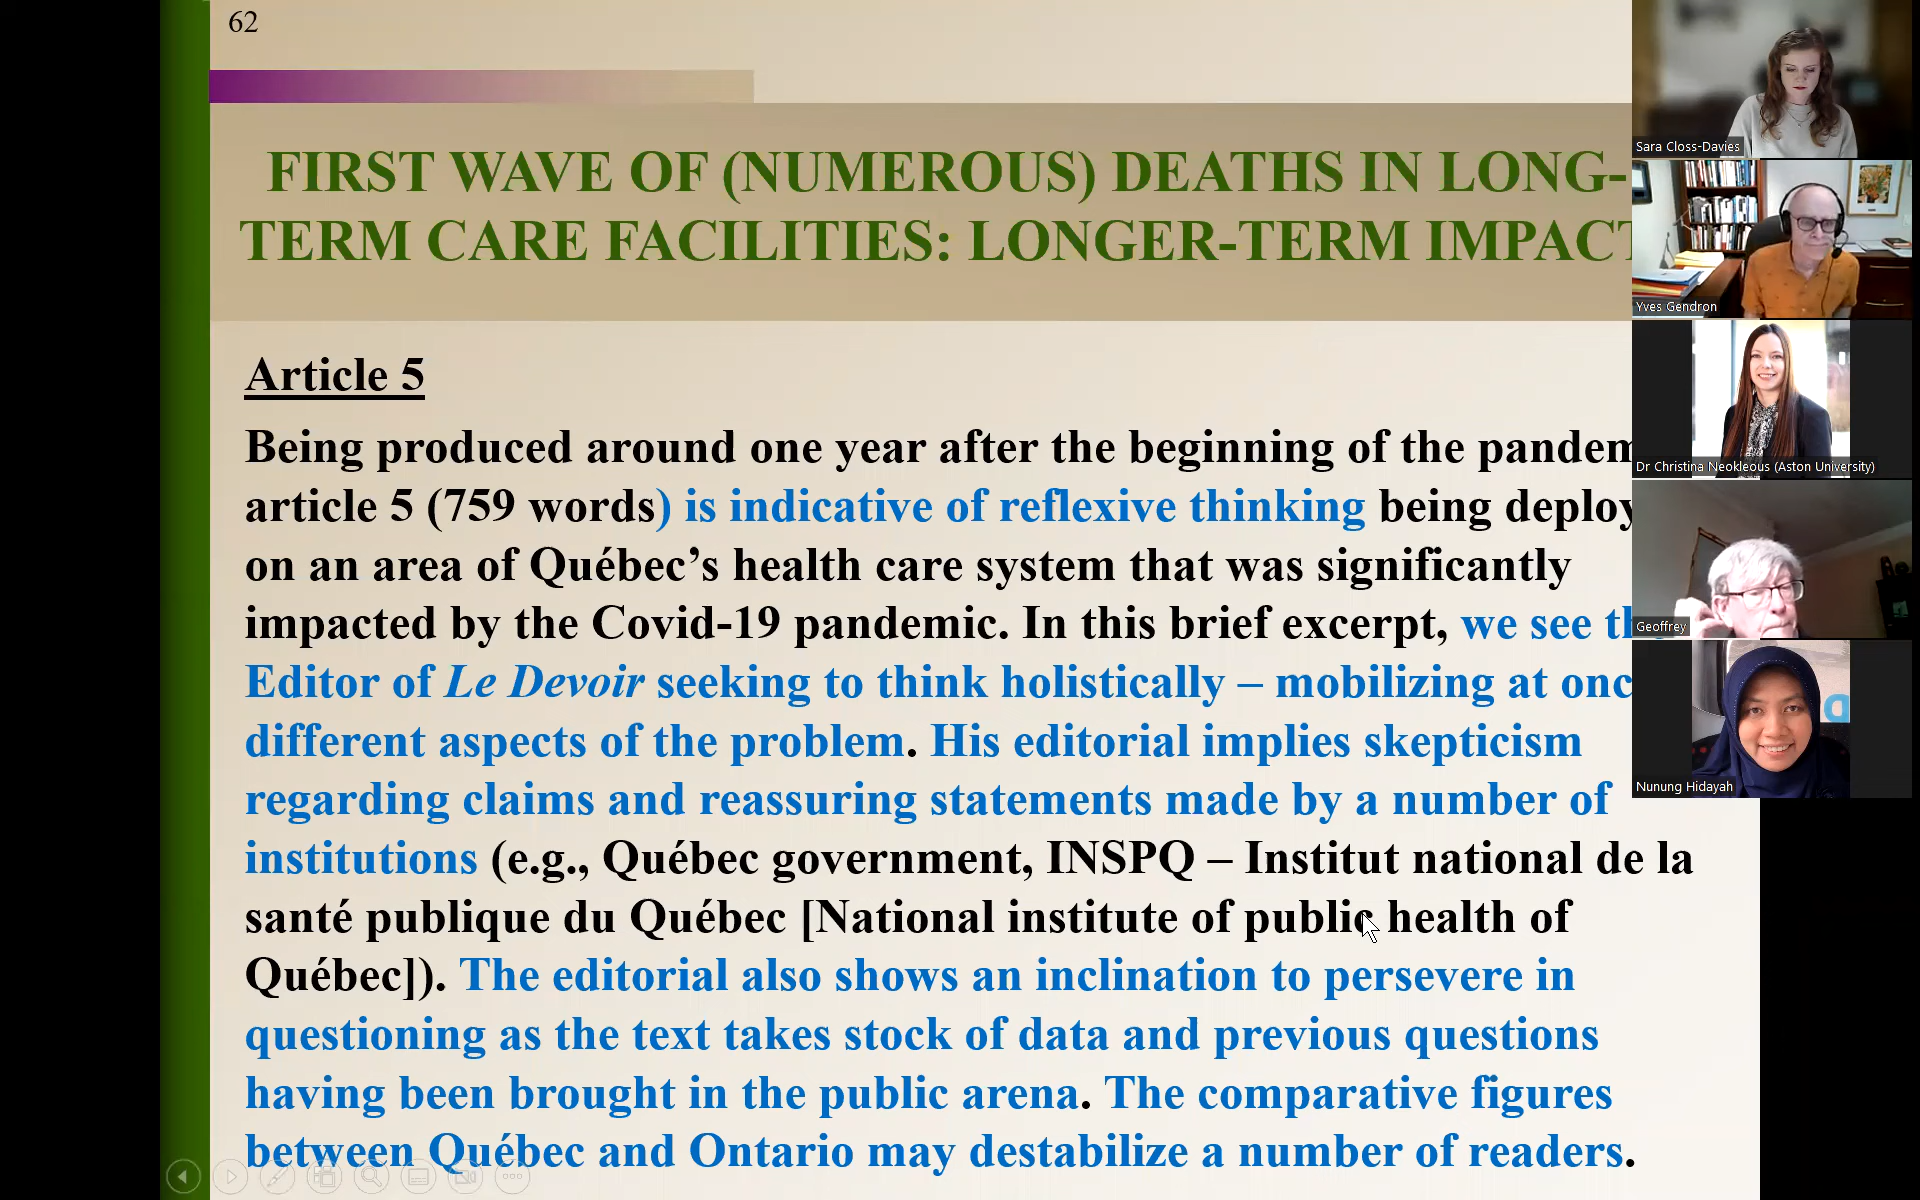 62
FIRST WAVE OF (NUMEROUS) DEATHS IN LONG-
TERM CARE FACILITIES: LONGER-TERM IMPACT
Article 5
Being produced around one year after the beginning of the
article 5 (759 words) is indicative of reflexive thinking being
on an area of Québec’s health care system that was significantly
impacted by the Covid-19 pandemic. In this brief excerpt, we see
Editor of Le Devoir seeking to think holistically – mobilizing at
different aspects of the problem. His editorial implies skepticism
regarding claims and reassuring statements made by a number of
institutions (e.g., Québec government, INSPQ – Institut national de la
santé publique du Québec [National institute of public health of
Québec]). The editorial also shows an inclination to persevere in
questioning as the text takes stock of data and previous questions
having been brought in the public arena. The comparative figures
between Québec and Ontario may destabilize a number of readers.
Sara Closs-Davies
Yves Gendron
Dr Christina Neokleous (Aston University)
Geoffrey
Nunung Hidayah